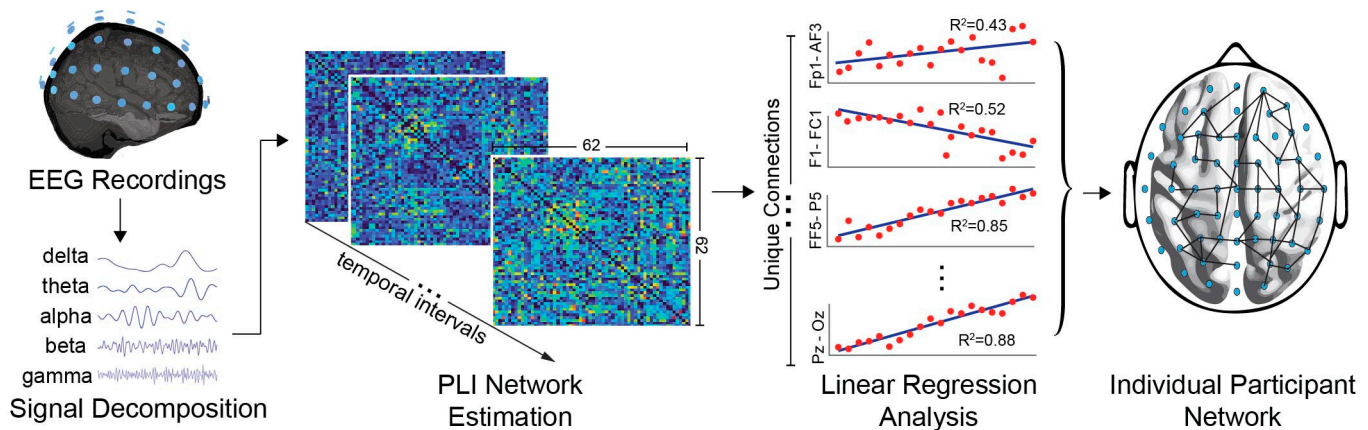 EEG Recordings
delta
theta
alpha
beta
gamma
Signal Decomposition
62
62
temporal intervals
PLI Network
Estimation
Unique Connections
Fp1- AF3
R²=0.43
F1- FC1
R²=0.52
FF5- P5
R²=0.85
Pz - Oz
R²=0.88
Linear Regression
Analysis
Individual Participant
Network